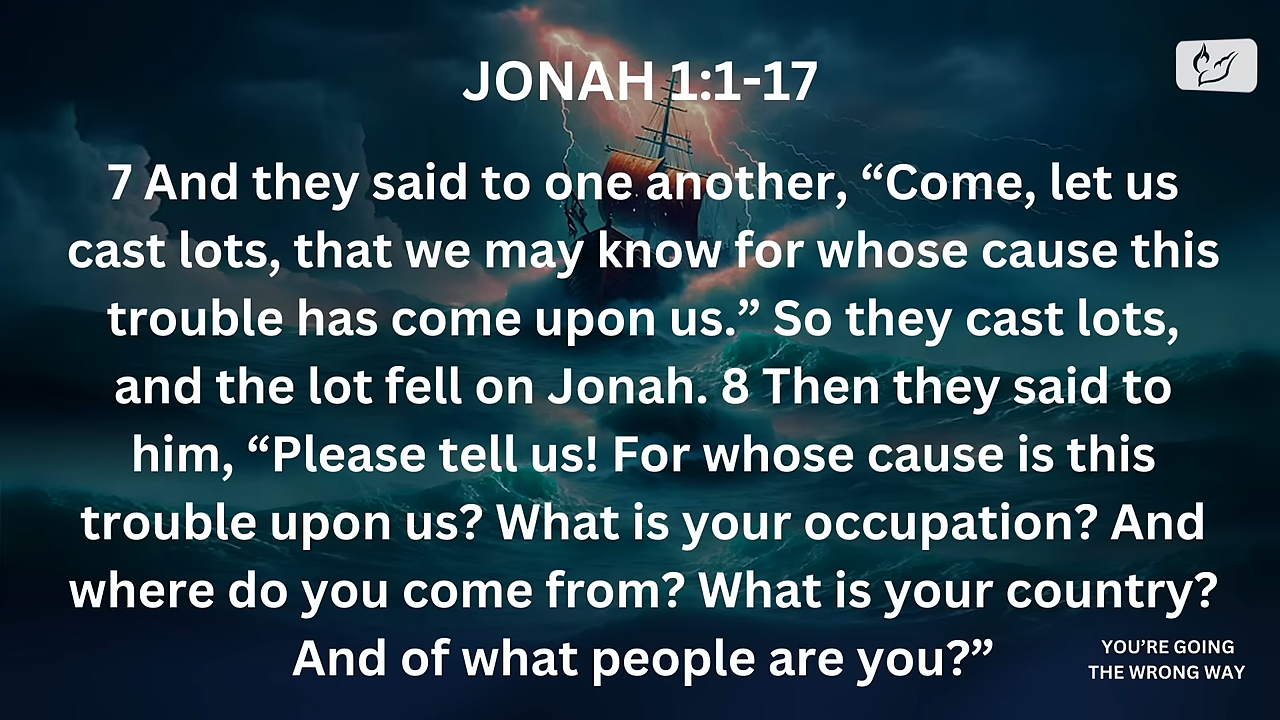 JONAH 1:1-17
7 And they said to one another, “Come, let us
cast lots, that we may know for whose cause this
trouble has come upon us.” So they cast lots,
and the lot fell on Jonah. 8 Then they said to
him, “Please tell us! For whose cause is this
trouble upon us? What is your occupation? And
where do you come from? What is your country?
And of what people are you?”
YOU’RE GOING
THE WRONG WAY